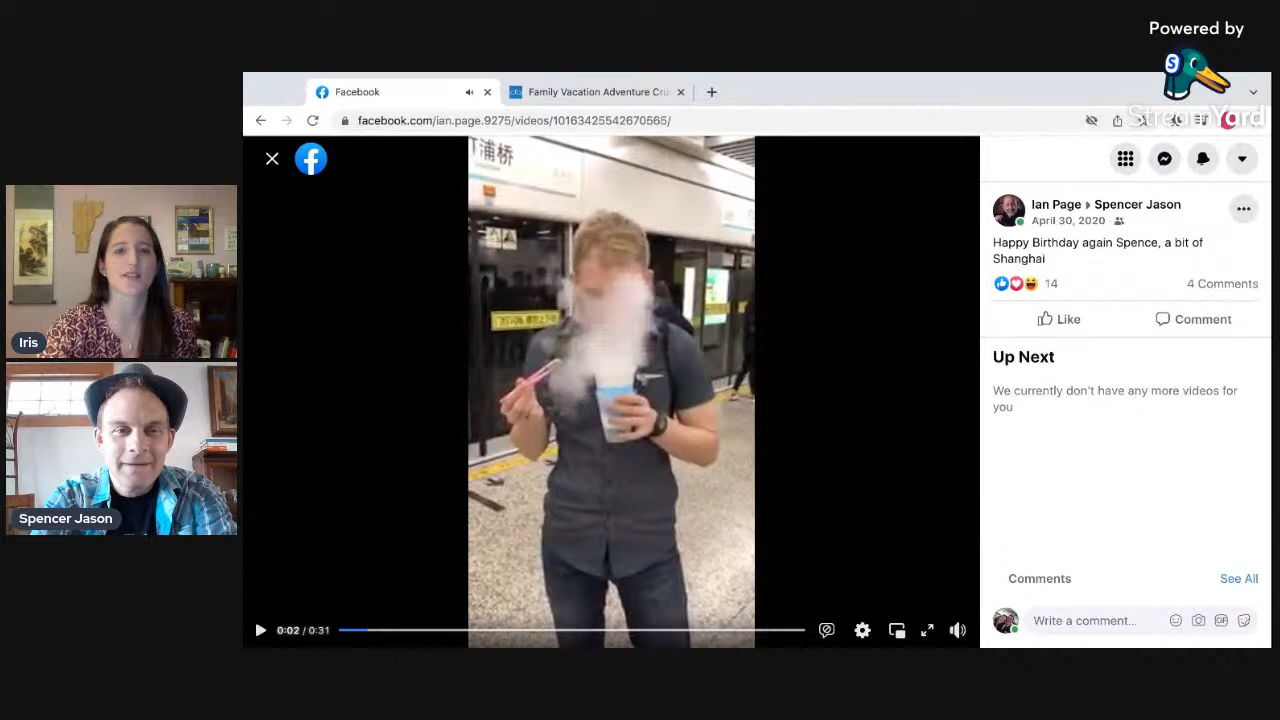 Powered by
StreamYard
Facebook
Family Vacation Adventure Cru
facebook.com/ian.page.9275/videos/10163425542670565/
浦桥
Ian Page
Spencer Jason
April 30, 2020
Happy Birthday again Spence, a bit of
Shanghai
14
4 Comments
Like
Comment
Up Next
We currently don't have any more videos for
you
Comments
See All
Write a comment...
GIF
0:02 / 0:31
Iris
Spencer Jason